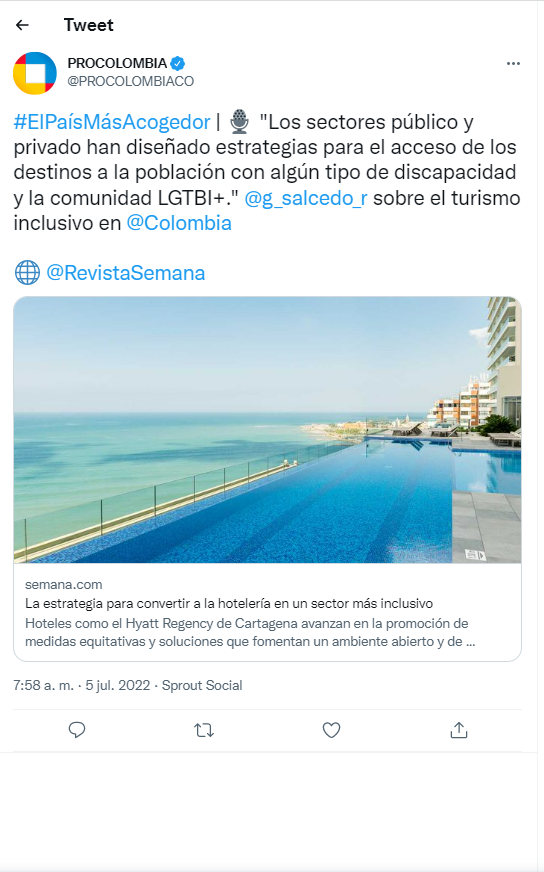 Tweet
PROCOLOMBIA
@PROCOLOMBIACO
#ElPaísMásAcogedor | 🎙 "Los sectores público y
privado han diseñado estrategias para el acceso de los
destinos a la población con algún tipo de discapacidad
y la comunidad LGTBI+." @g_salcedo_r sobre el turismo
inclusivo en @Colombia
🌐 @RevistaSemana
semana.com
La estrategia para convertir a la hotelería en un sector más inclusivo
Hoteles como el Hyatt Regency de Cartagena avanzan en la promoción de
medidas equitativas y soluciones que fomentan un ambiente abierto y de ...
7:58 a. m. · 5 jul. 2022 · Sprout Social